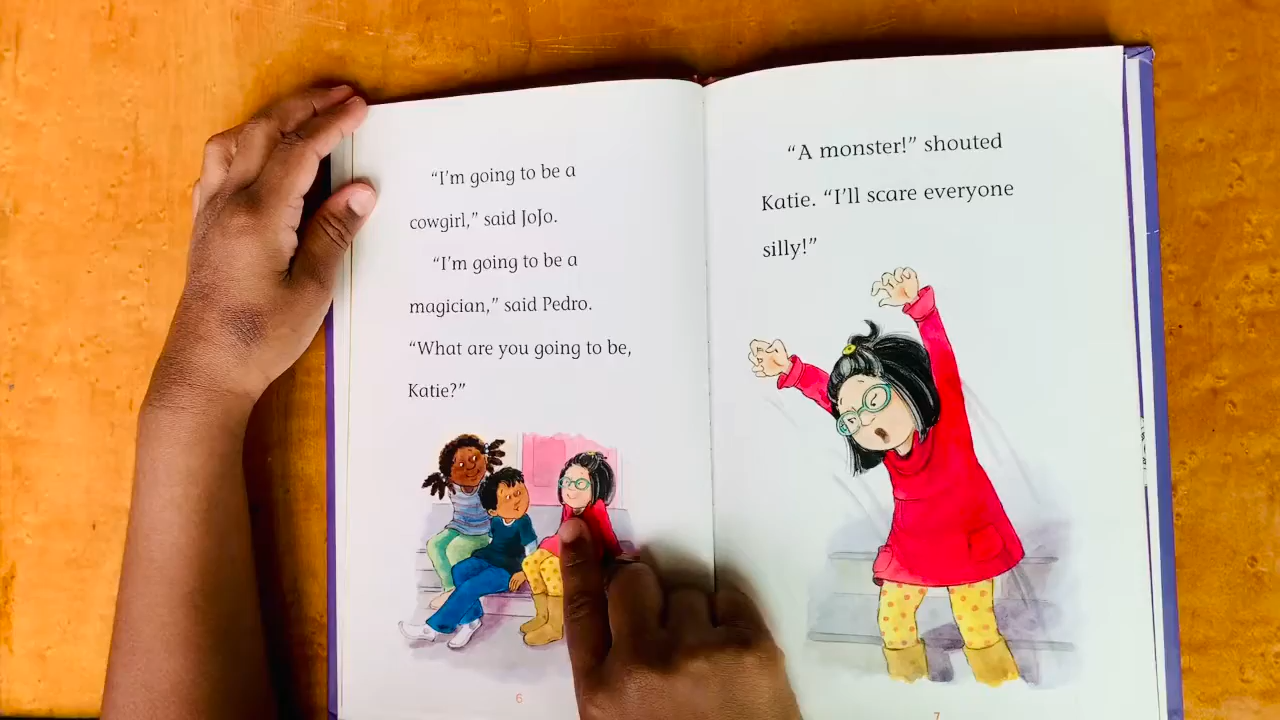 “I’m going to be a
cowgirl,” said JoJo.
“I’m going to be a
magician,” said Pedro.
“What are you going to be,
Katie?”
6
“A monster!” shouted
Katie. “I’ll scare everyone
silly!”
7